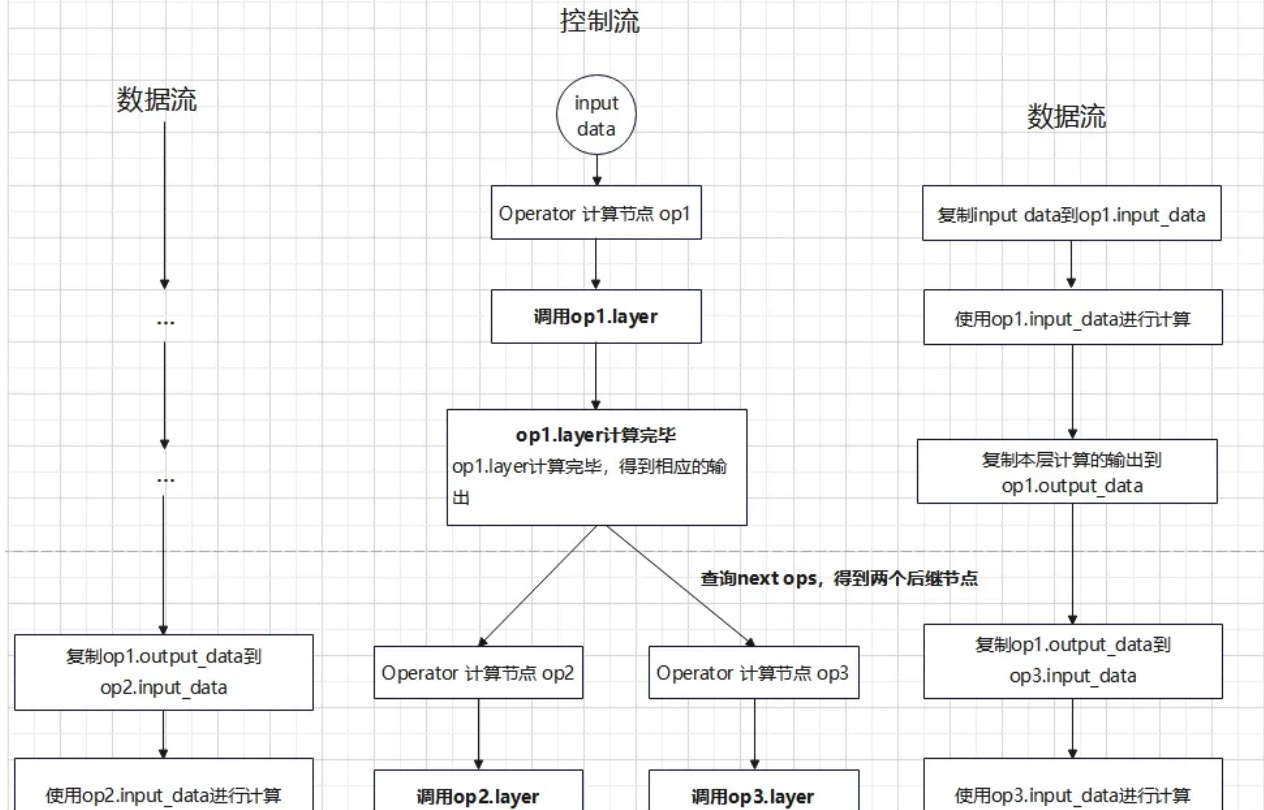 控制流
数据流
数据流
input
data
Operator 计算节点 op1
复制input data到op1.input_data
调用op1.layer
使用op1.input_data进行计算
...
op1.layer计算完毕
op1.layer计算完毕，得到相应的输
出
复制本层计算的输出到
op1.output_data
...
查询next ops，得到两个后继节点
复制op1.output_data到
op2.input_data
Operator 计算节点 op2
Operator 计算节点 op3
复制op1.output_data到
op3.input_data
使用op2.input_data进行计算
调用op2.layer
调用op3.layer
使用op3.input_data进行计算